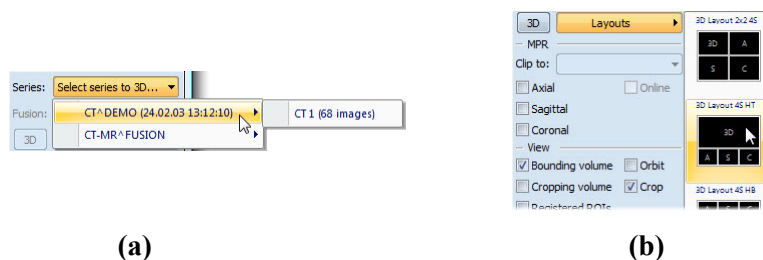 Series: Select series to 3D...
Fusion: CT^DEMO (24.02.03 13:12:10) CT 1 (68 images)
3D CT-MR^FUSION
(a)
3D Layouts
MPR
Clip to:
Axial Online
Sagittal
Coronal
View
Bounding volume Orbit
Cropping volume Crop
Registered ROIs
3D Layout 2x2 4S
3D A
S C
3D Layout 4S HT
3D
A S C
3D Layout 4S HB
(b)